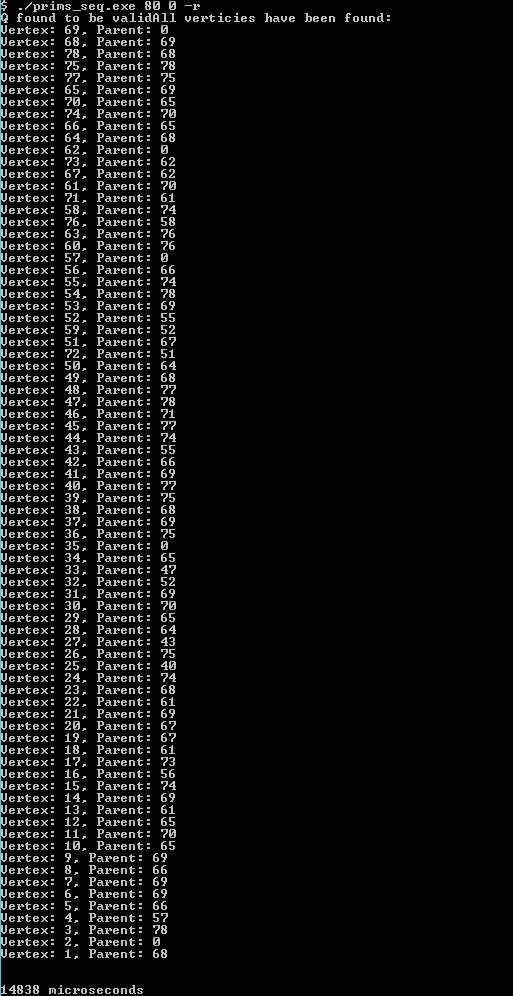 $ ./prims_seq.exe 80 0 -r
Q found to be validAll verticies have been found:
Vertex: 69, Parent: 0
Vertex: 68, Parent: 69
Vertex: 78, Parent: 68
Vertex: 75, Parent: 78
Vertex: 77, Parent: 75
Vertex: 65, Parent: 69
Vertex: 70, Parent: 65
Vertex: 74, Parent: 70
Vertex: 66, Parent: 65
Vertex: 64, Parent: 68
Vertex: 62, Parent: 0
Vertex: 73, Parent: 62
Vertex: 67, Parent: 62
Vertex: 61, Parent: 70
Vertex: 71, Parent: 61
Vertex: 58, Parent: 74
Vertex: 76, Parent: 58
Vertex: 63, Parent: 76
Vertex: 60, Parent: 76
Vertex: 57, Parent: 0
Vertex: 56, Parent: 66
Vertex: 55, Parent: 74
Vertex: 54, Parent: 78
Vertex: 53, Parent: 69
Vertex: 52, Parent: 55
Vertex: 59, Parent: 52
Vertex: 51, Parent: 67
Vertex: 72, Parent: 51
Vertex: 50, Parent: 64
Vertex: 49, Parent: 68
Vertex: 48, Parent: 77
Vertex: 47, Parent: 78
Vertex: 46, Parent: 71
Vertex: 45, Parent: 77
Vertex: 44, Parent: 74
Vertex: 43, Parent: 55
Vertex: 42, Parent: 66
Vertex: 41, Parent: 69
Vertex: 40, Parent: 77
Vertex: 39, Parent: 75
Vertex: 38, Parent: 68
Vertex: 37, Parent: 69
Vertex: 36, Parent: 75
Vertex: 35, Parent: 0
Vertex: 34, Parent: 65
Vertex: 33, Parent: 47
Vertex: 32, Parent: 52
Vertex: 31, Parent: 69
Vertex: 30, Parent: 70
Vertex: 29, Parent: 65
Vertex: 28, Parent: 64
Vertex: 27, Parent: 43
Vertex: 26, Parent: 75
Vertex: 25, Parent: 40
Vertex: 24, Parent: 74
Vertex: 23, Parent: 68
Vertex: 22, Parent: 61
Vertex: 21, Parent: 69
Vertex: 20, Parent: 67
Vertex: 19, Parent: 67
Vertex: 18, Parent: 61
Vertex: 17, Parent: 73
Vertex: 16, Parent: 56
Vertex: 15, Parent: 74
Vertex: 14, Parent: 69
Vertex: 13, Parent: 61
Vertex: 12, Parent: 65
Vertex: 11, Parent: 70
Vertex: 10, Parent: 65
Vertex: 9, Parent: 69
Vertex: 8, Parent: 66
Vertex: 7, Parent: 69
Vertex: 6, Parent: 69
Vertex: 5, Parent: 66
Vertex: 4, Parent: 57
Vertex: 3, Parent: 78
Vertex: 2, Parent: 0
Vertex: 1, Parent: 68
14838 microseconds